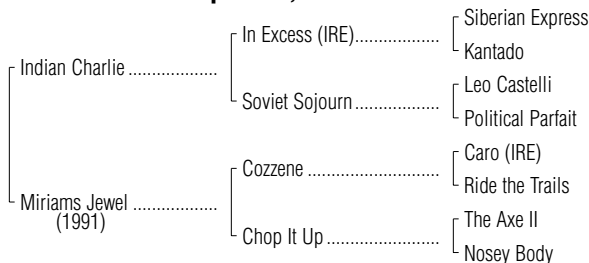 Siberian Express
In Excess (IRE)...................
Kantado
Indian Charlie ....................
Leo Castelli
Soviet Sojourn...................
Political Parfait
Caro (IRE)
Cozzene ...........................
Ride the Trails
Miriams Jewel ...................
(1991)
The Axe II
Chop It Up.........................
Nosey Body